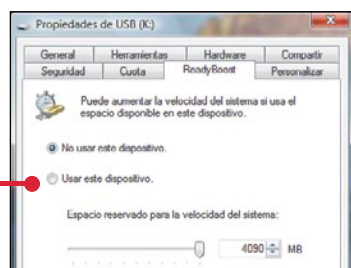 Propiedades de USB (K:)
General Herramientas Hardware Compartir
Seguridad Cuota ReadyBoost Personalizar
Puede aumentar la velocidad del sistema si usa el
espacio disponible en este dispositivo.
No usar este dispositivo.
Usar este dispositivo.
Espacio reservado para la velocidad del sistema:
4090 MB